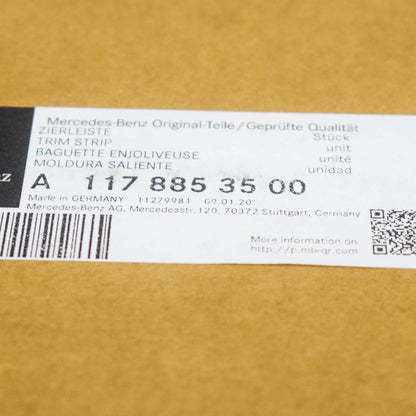 Mercedes-Benz Original-Teile/Geprüfte Qualität
ZIERLEISTE Stück
TRIM STRIP unit
BAGUETTE ENJOLIVEUSE unité
MOLDURA SALIENTE unidad
A 117 885 35 00
Made in GERMANY 11279981 09.01.20
Mercedes-Benz AG, Mercedesstr. 120, 70372 Stuttgart, Germany
More information on
http://p.mb-qr.com/